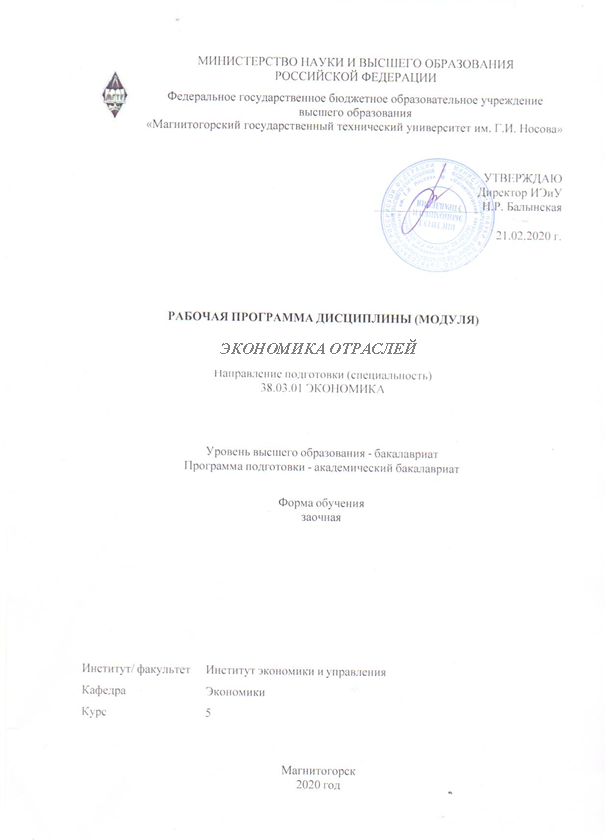 МИНИСТЕРСТВО НАУКИ И ВЫСШЕГО ОБРАЗОВАНИЯ
РОССИЙСКОЙ ФЕДЕРАЦИИ
Федеральное государственное бюджетное образовательное учреждение
высшего образования
«Магнитогорский государственный технический университет им. Г.И. Носова»
УТВЕРЖДАЮ
Директор ИЭиУ
Н.Р. Балынская
21.02.2020 г.
РАБОЧАЯ ПРОГРАММА ДИСЦИПЛИНЫ (МОДУЛЯ)
ЭКОНОМИКА ОТРАСЛЕЙ
Направление подготовки (специальность)
38.03.01 ЭКОНОМИКА
Уровень высшего образования - бакалавриат
Программа подготовки - академический бакалавриат
Форма обучения
заочная
Институт/ факультет Институт экономики и управления
Кафедра Экономики
Курс 5
Магнитогорск
2020 год